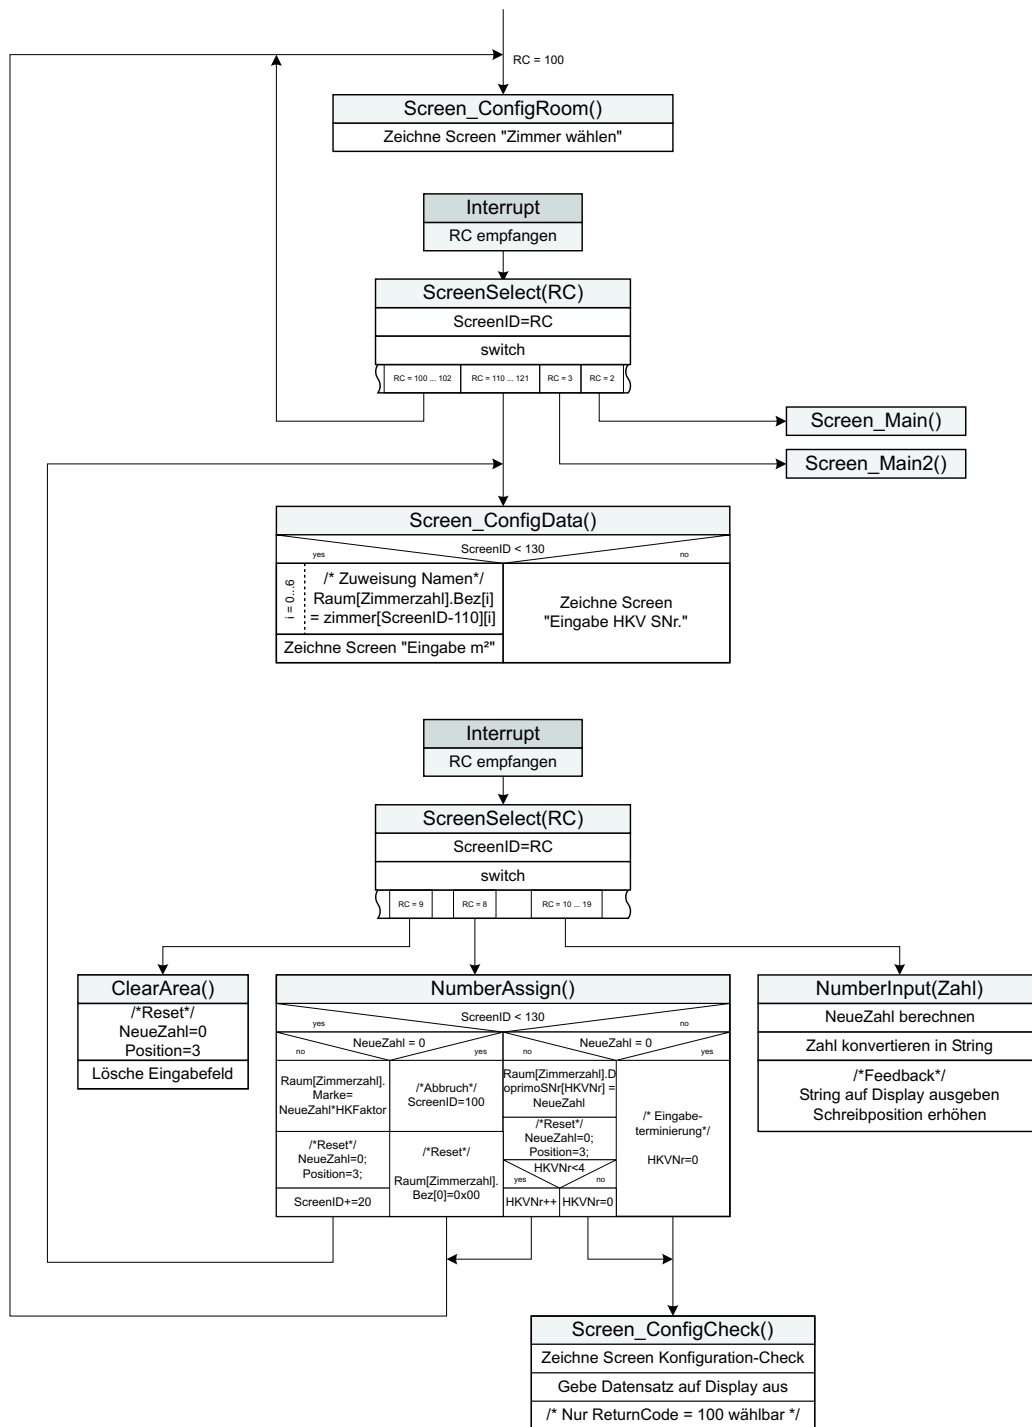 RC = 100
Screen_ConfigRoom()
Zeichne Screen "Zimmer wählen"
Interrupt
RC empfangen
ScreenSelect(RC)
ScreenID=RC
switch
RC = 100 ... 102
RC = 110 ... 121
RC = 3
RC = 2
Screen_Main()
Screen_Main2()
Screen_ConfigData()
ScreenID < 130
yes
no
i = 0...6
/* Zuweisung Namen*/
Raum[Zimmerzahl].Bez[i]
= zimmer[ScreenID-110][i]
Zeichne Screen "Eingabe m²"
Zeichne Screen
"Eingabe HKV SNr."
Interrupt
RC empfangen
ScreenSelect(RC)
ScreenID=RC
switch
RC = 9
RC = 8
RC = 10 ... 19
ClearArea()
/*Reset*/
NeueZahl=0
Position=3
Lösche Eingabefeld
NumberAssign()
ScreenID < 130
yes
no
NeueZahl = 0
no
yes
NeueZahl = 0
no
yes
Raum[Zimmerzahl].
Marke=
NeueZahl*HKFaktor
/*Reset*/
NeueZahl=0;
Position=3;
ScreenID+=20
/*Abbruch*/
ScreenID=100
/*Reset*/
Raum[Zimmerzahl].
Bez[0]=0x00
Raum[Zimmerzahl].D
oprimoSNr[HKVNr] =
NeueZahl
/*Reset*/
NeueZahl=0;
Position=3;
HKVNr<4
yes
no
HKVNr++
HKVNr=0
/* Eingabe-
terminierung*/
HKVNr=0
NumberInput(Zahl)
NeueZahl berechnen
Zahl konvertieren in String
/*Feedback*/
String auf Display ausgeben
Schreibposition erhöhen
Screen_ConfigCheck()
Zeichne Screen Konfiguration-Check
Gebe Datensatz auf Display aus
/* Nur ReturnCode = 100 wählbar */